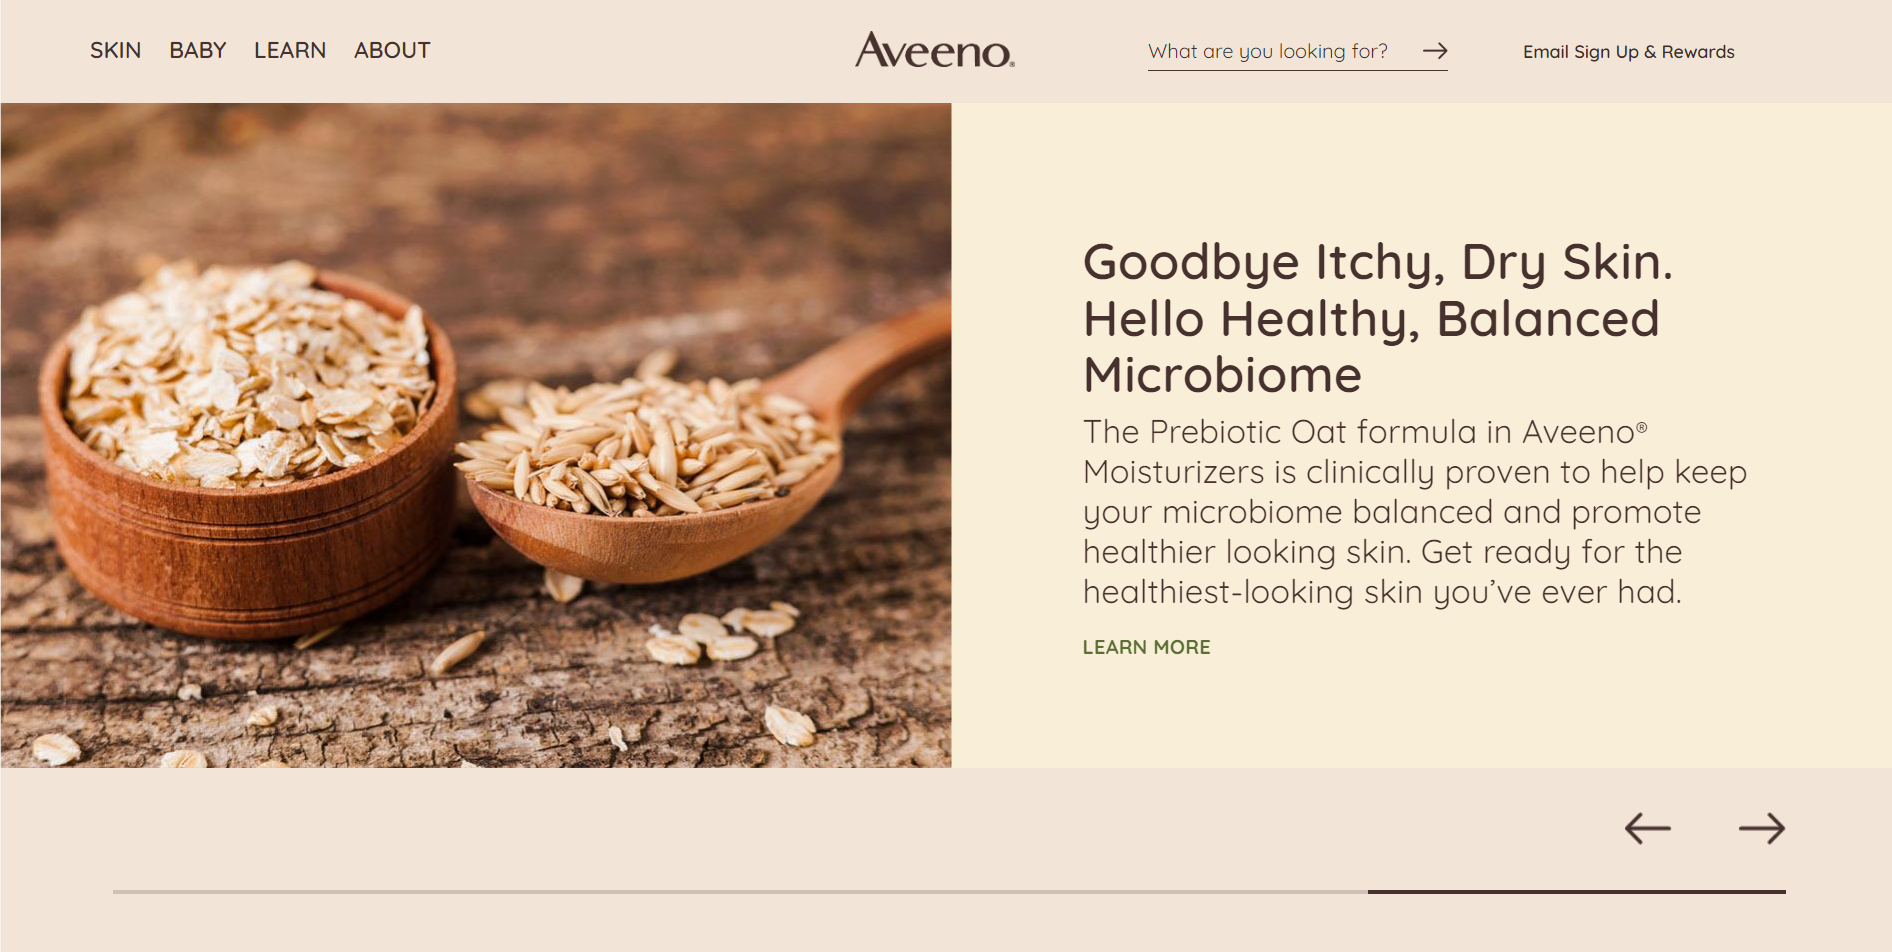 SKIN BABY LEARN ABOUT
Aveeno®
What are you looking for?
Email Sign Up & Rewards
Goodbye Itchy, Dry Skin.
Hello Healthy, Balanced
Microbiome
The Prebiotic Oat formula in Aveeno®
Moisturizers is clinically proven to help keep
your microbiome balanced and promote
healthier looking skin. Get ready for the
healthiest-looking skin you’ve ever had.
LEARN MORE